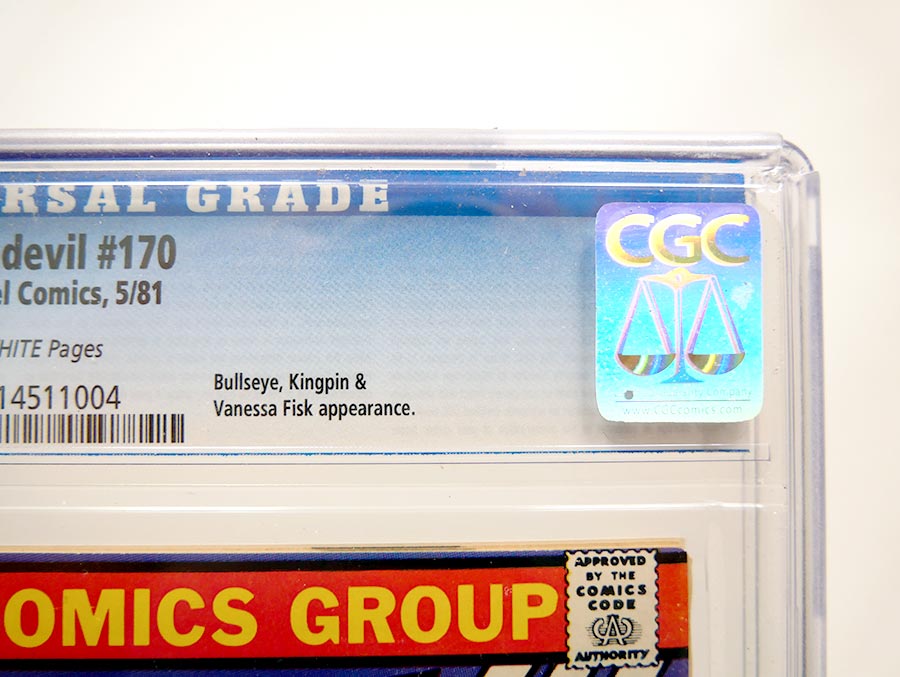 RSAL GRADE
devil #170
el Comics, 5/81
HITE Pages
14511004
Bullseye, Kingpin &
Vanessa Fisk appearance.
CGC
www.CGCcomics.com
OMICS GROUP
APPROVED
BY THE
COMICS
CODE
AUTHORITY